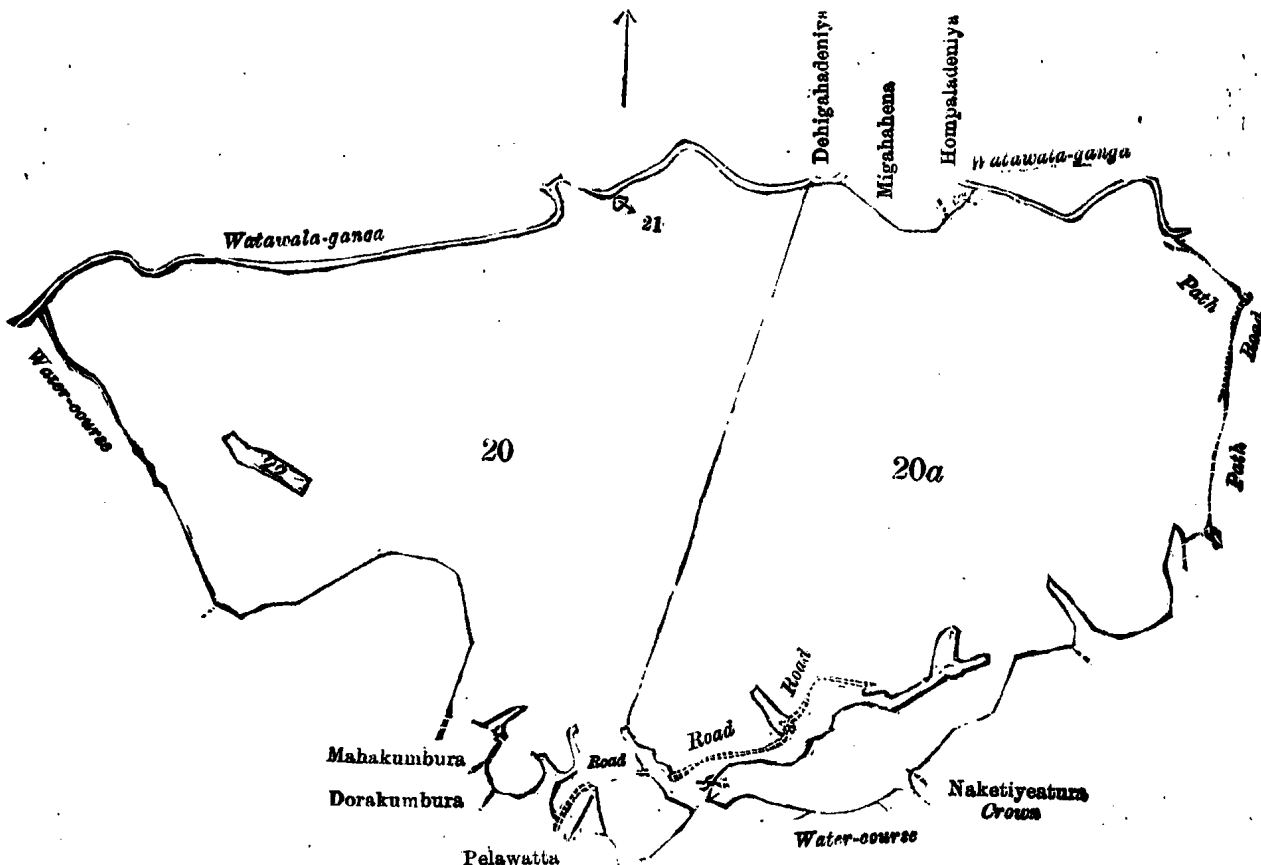 Dehigahadeniya
Migahahena
Hompaladeniya
Watawala-ganga
21
Watawala-ganga
Path
Road
Water-course
20
20a
22
Path
Road
Road
Mahakumbura
Road
Dorakumbura
Naketiyeatura
Crown
Water-course
Pelawatta